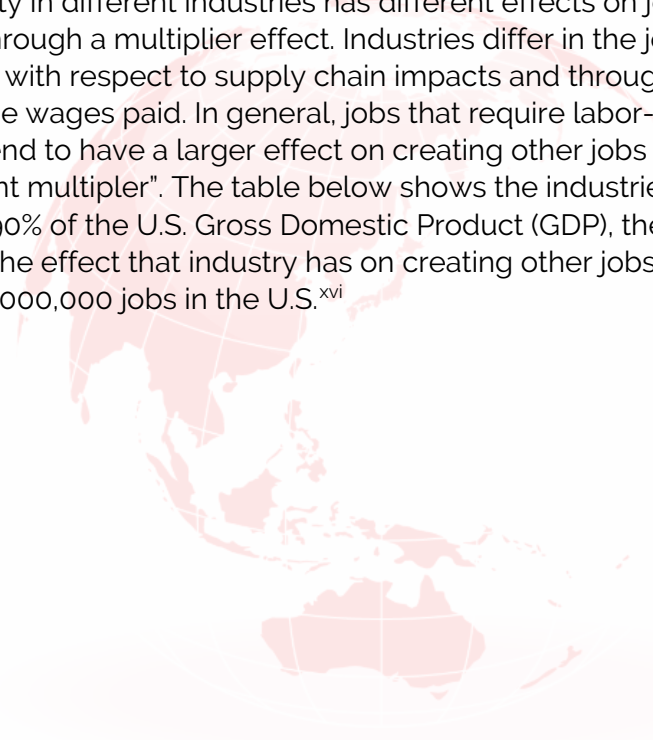 ty in different industries has different effects on j
rough a multiplier effect. Industries differ in the j
with respect to supply chain impacts and throug
e wages paid. In general, jobs that require labor-
end to have a larger effect on creating other jobs
nt multipler”. The table below shows the industrie
90% of the U.S. Gross Domestic Product (GDP), the
he effect that industry has on creating other jobs
000,000 jobs in the U.S.xvi